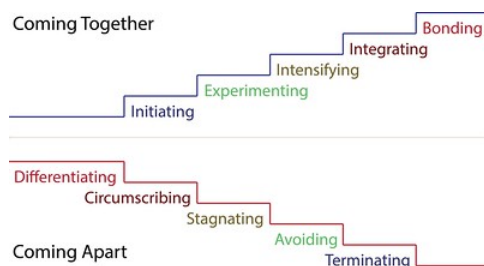 Coming Together
Bonding
Integrating
Intensifying
Experimenting
Initiating
Differentiating
Circumscribing
Stagnating
Avoiding
Coming Apart
Terminating